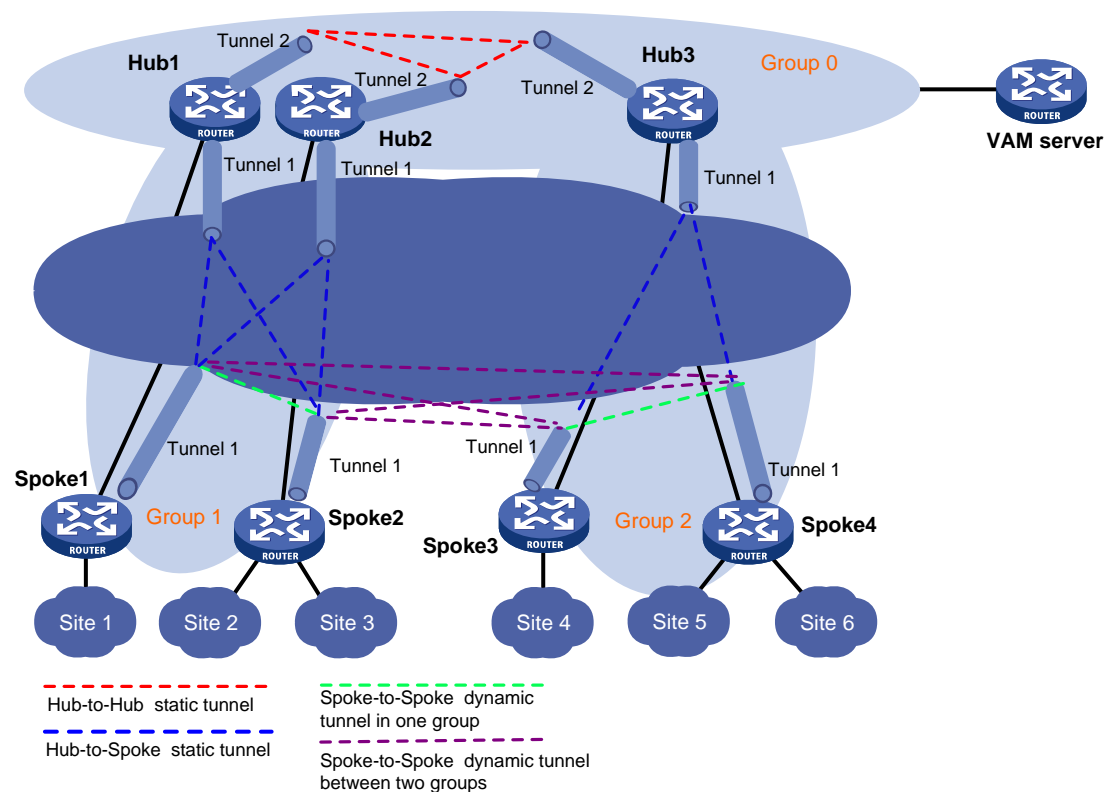 Tunnel 2
Hub1
Tunnel 2
Hub3
Group 0
Tunnel 2
ROUTER
ROUTER
Hub2
ROUTER
ROUTER
VAM server
Tunnel 1
Tunnel 1
Tunnel 1
Tunnel 1
Tunnel 1
Tunnel 1
Tunnel 1
Spoke1
Group 1
Spoke2
Spoke3
Group 2
Spoke4
ROUTER
ROUTER
ROUTER
ROUTER
Site 1
Site 2
Site 3
Site 4
Site 5
Site 6
Hub-to-Hub static tunnel
Hub-to-Spoke static tunnel
Spoke-to-Spoke dynamic
tunnel in one group
Spoke-to-Spoke dynamic tunnel
between two groups